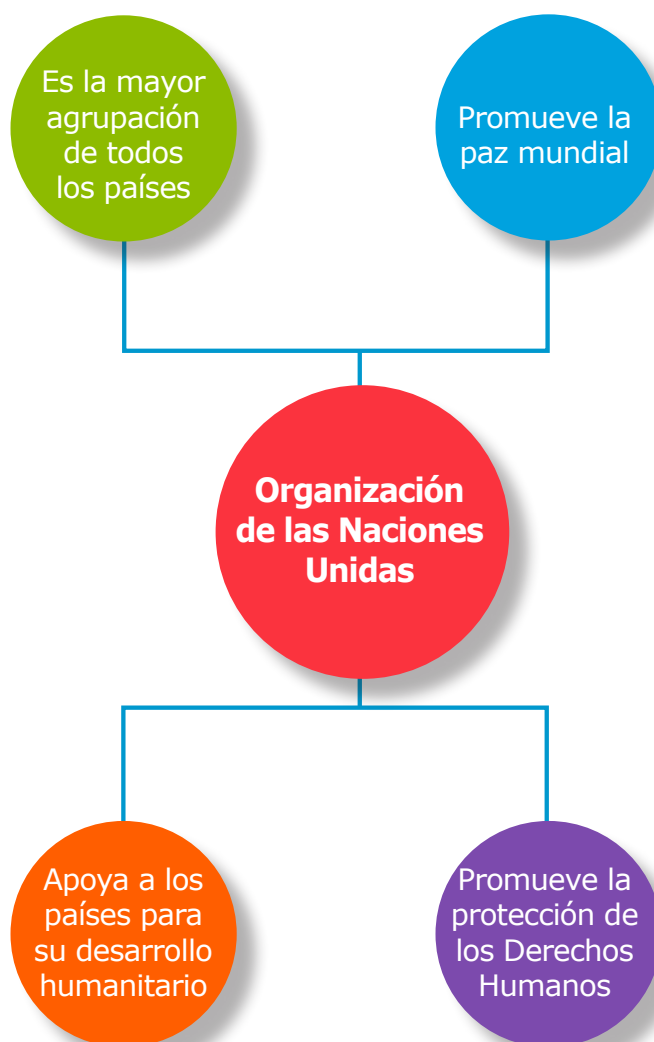 Es la mayor
agrupación
de todos
los países
Promueve la
paz mundial
Organización
de las Naciones
Unidas
Apoya a los
países para
su desarrollo
humanitario
Promueve la
protección de
los Derechos
Humanos